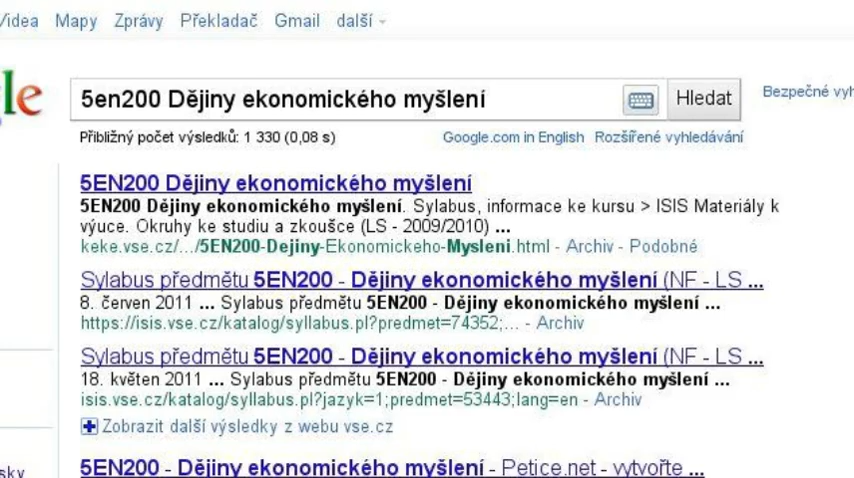 Videa Mapy Zprávy Překladač Gmail další
gle
5en200 Dějiny ekonomického myšlení Hledat
Bezpečné vyh
Přibližný počet výsledků: 1 330 (0,08 s) Google.com in English Rozšířené vyhledávání
5EN200 Dějiny ekonomického myšlení
5EN200 Dějiny ekonomického myšlení. Sylabus, informace ke kursu > ISIS Materiály k
výuce. Okruhy ke studiu a zkoušce (LS - 2009/2010) ...
keke.vse.cz/.../5EN200-Dejiny-Ekonomickeho-Mysleni.html - Archiv - Podobné
Sylabus předmětu 5EN200 - Dějiny ekonomického myšlení (NF - LS ...
8. červen 2011 ... Sylabus předmětu 5EN200 - Dějiny ekonomického myšlení ...
https://isis.vse.cz/katalog/syllabus.pl?predmet=74352;... - Archiv
Sylabus předmětu 5EN200 - Dějiny ekonomického myšlení (NF - LS ...
18. květen 2011 ... Sylabus předmětu 5EN200 - Dějiny ekonomického myšlení ...
isis.vse.cz/katalog/syllabus.pl?jazyk=1;predmet=53443;lang=en - Archiv
Zobrazit další výsledky z webu vse.cz
5EN200 - Dějiny ekonomického myšlení - Petice.net - vytvořte ...
sky